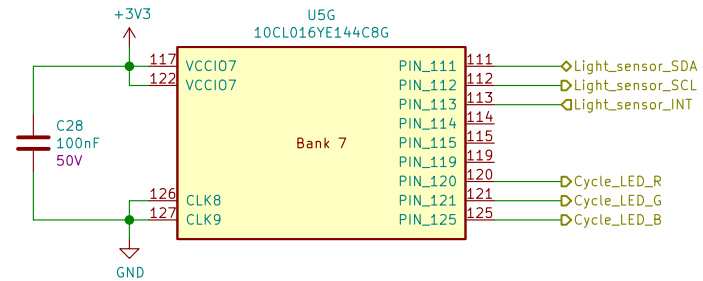 +3V3
U5G
10CL016YE144C8G
117 VCCIO7 PIN_111 111 Light_sensor_SDA
122 VCCIO7 PIN_112 112 Light_sensor_SCL
PIN_113 113 Light_sensor_INT
PIN_114 114
C28
100nF
50V
Bank 7 PIN_115 115
PIN_119 119
PIN_120 120 Cycle_LED_R
126 CLK8 PIN_121 121 Cycle_LED_G
127 CLK9 PIN_125 125 Cycle_LED_B
GND